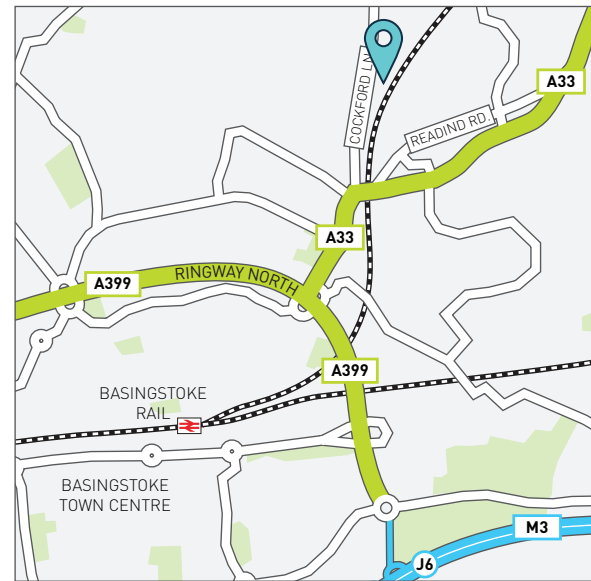 COCKFORD LN.
READIND RD.
A33
A33
A399
RINGWAY NORTH
A399
BASINGSTOKE
RAIL
BASINGSTOKE
TOWN CENTRE
M3
J6